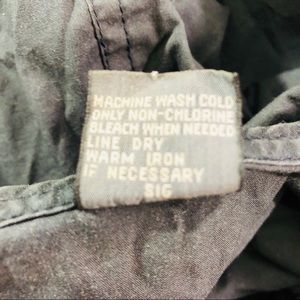 MACHINE WASH COLD
ONLY NON-CHLORINE
BLEACH WHEN NEEDED
LINE DRY
WARM IRON
IF NECESSARY
SIG